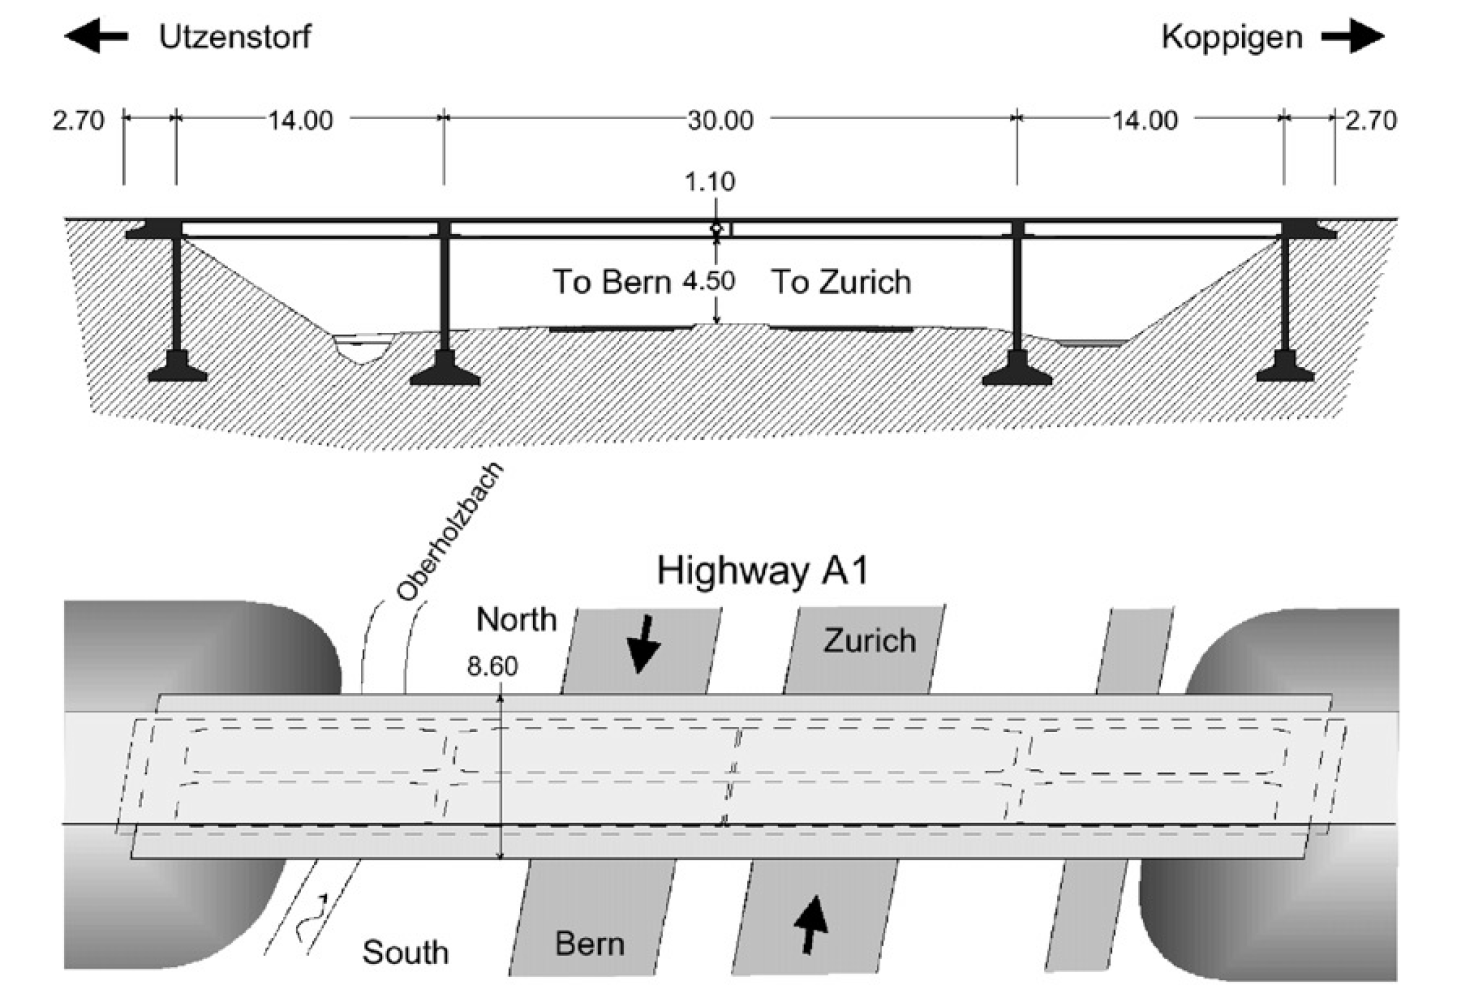 Utzenstorf
Koppigen
2.70
14.00
30.00
14.00
2.70
1.10
To Bern 4.50 To Zurich
Oberholzbach
Highway A1
North
Zurich
8.60
South
Bern